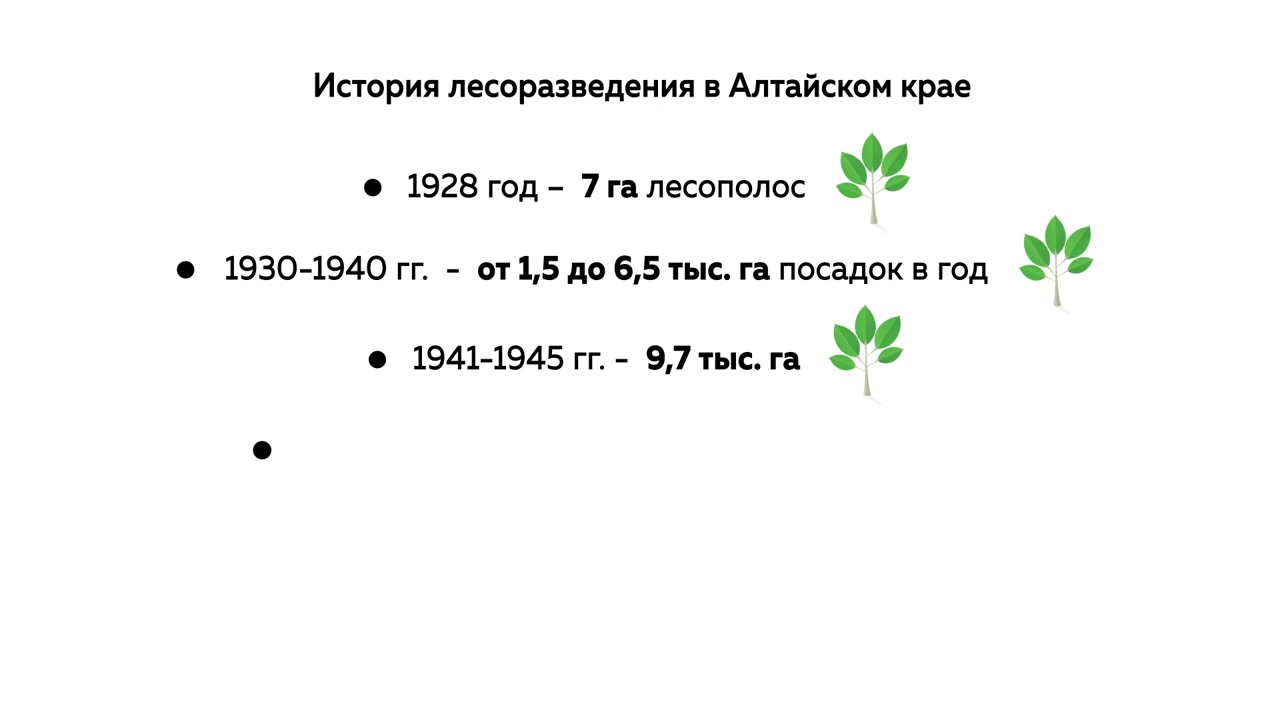 История лесоразведения в Алтайском крае
● 1928 год – 7 га лесополос
● 1930-1940 гг. - от 1,5 до 6,5 тыс. га посадок в год
● 1941-1945 гг. - 9,7 тыс. га
●